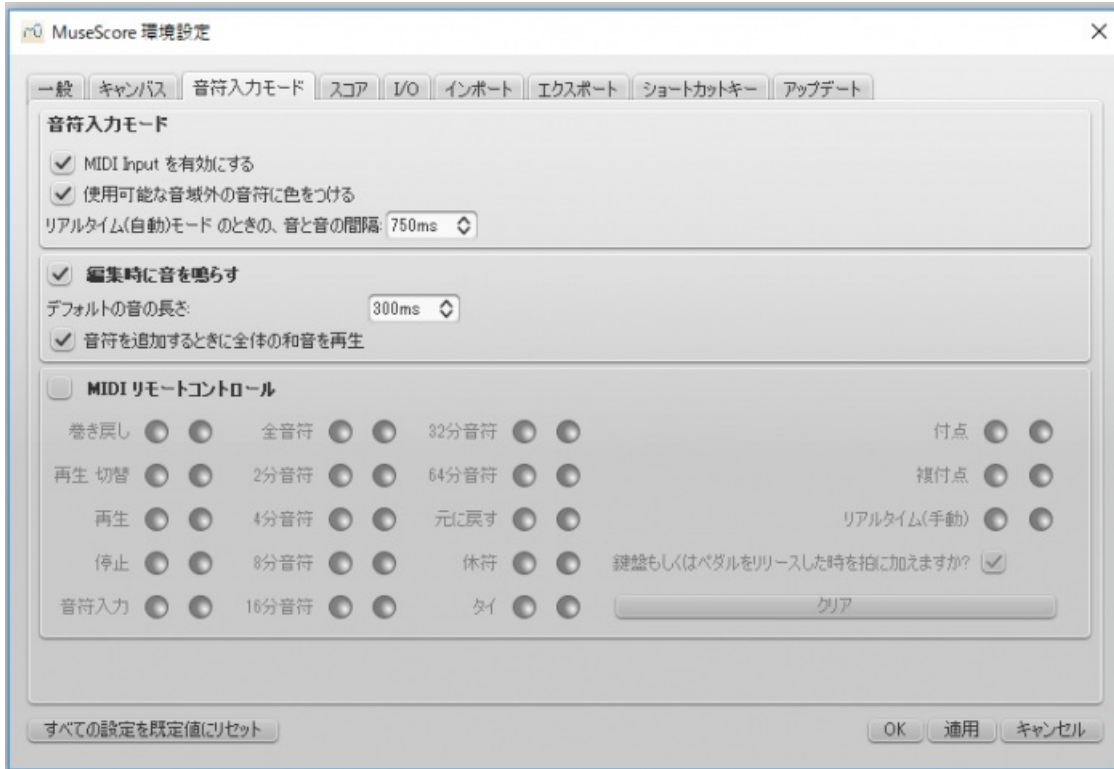 MuseScore 環境設定
一般 キャンバス 音符入力モード スコア I/O インポート エクスポート ショートカットキー アップデート
音符入力モード
MIDI Input を有効にする
使用可能な音域外の音符に色をつける
リアルタイム(自動)モード のときの、音と音の間隔: 750ms
編集時に音を鳴らす
デフォルトの音の長さ: 300ms
音符を追加するときに全体の和音を再生
MIDI リモートコントロール
巻き戻し 全音符 32分音符 付点
再生 切替 2分音符 64分音符 複付点
再生 4分音符 元に戻す リアルタイム(手動)
停止 8分音符 休符 鍵盤もしくはペダルをリリースした時を拍に加えますか?
音符入力 16分音符 タイ クリア
すべての設定を既定値にリセット OK 適用 キャンセル